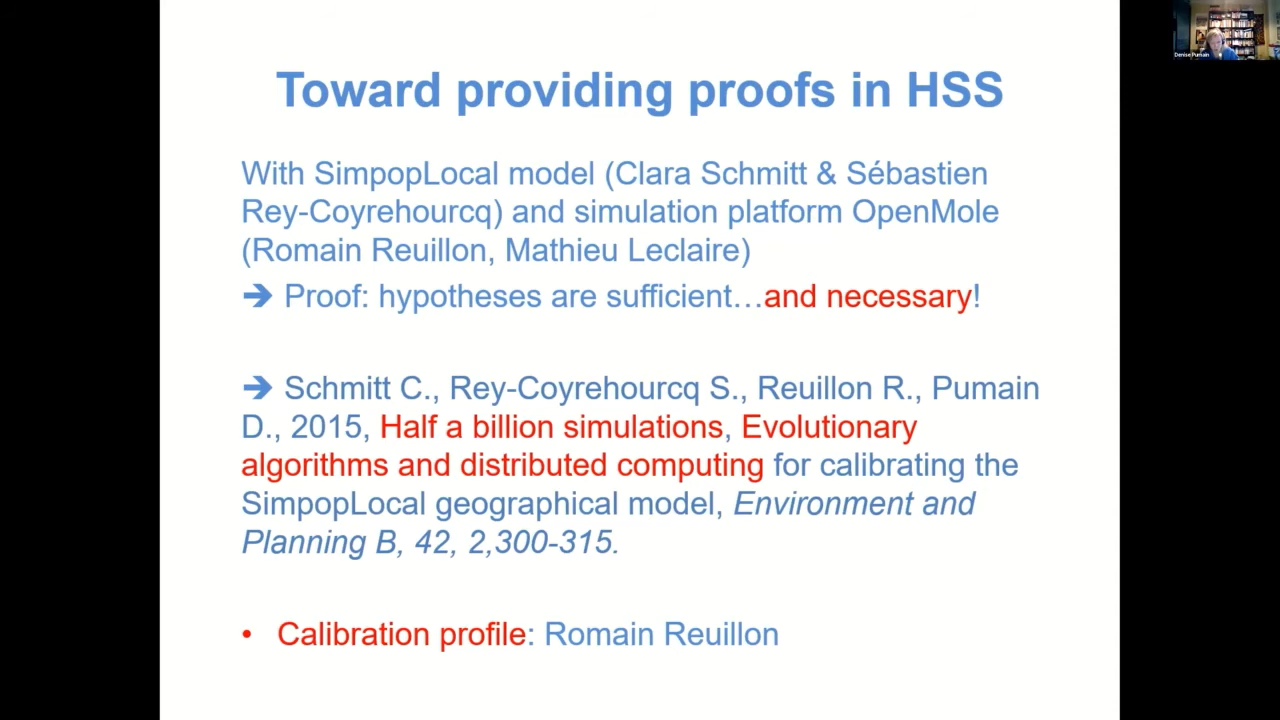 Toward providing proofs in HSS
With SimpopLocal model (Clara Schmitt & Sébastien
Rey-Coyrehourcq) and simulation platform OpenMole
(Romain Reuillon, Mathieu Leclaire)
➔ Proof: hypotheses are sufficient…and necessary!
➔ Schmitt C., Rey-Coyrehourcq S., Reuillon R., Pumain
D., 2015, Half a billion simulations, Evolutionary
algorithms and distributed computing for calibrating the
SimpopLocal geographical model, Environment and
Planning B, 42, 2,300-315.
• Calibration profile: Romain Reuillon
Denise Pumain